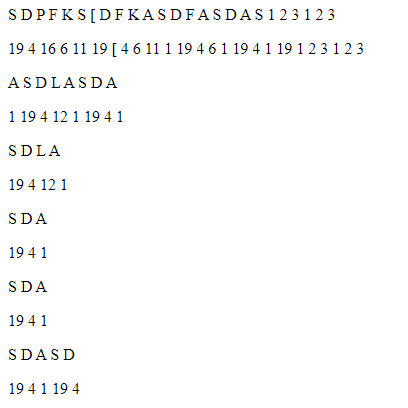 S D P F K S [ D F K A S D F A S D A S 1 2 3 1 2 3
19 4 16 6 11 19 [ 4 6 11 1 19 4 6 1 19 4 1 19 1 2 3 1 2 3
A S D L A S D A
1 19 4 12 1 19 4 1
S D L A
19 4 12 1
S D A
19 4 1
S D A
19 4 1
S D A S D
19 4 1 19 4